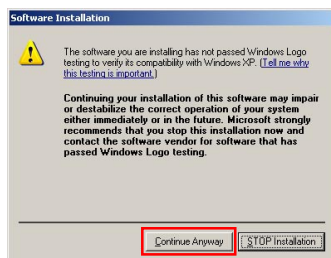 Software Installation
The software you are installing has not passed Windows Logo
testing to verify its compatibility with Windows XP. (Tell me why
this testing is important.)
Continuing your installation of this software may impair
or destabilize the correct operation of your system
either immediately or in the future. Microsoft strongly
recommends that you stop this installation now and
contact the software vendor for software that has
passed Windows Logo testing.
Continue Anyway
STOP Installation